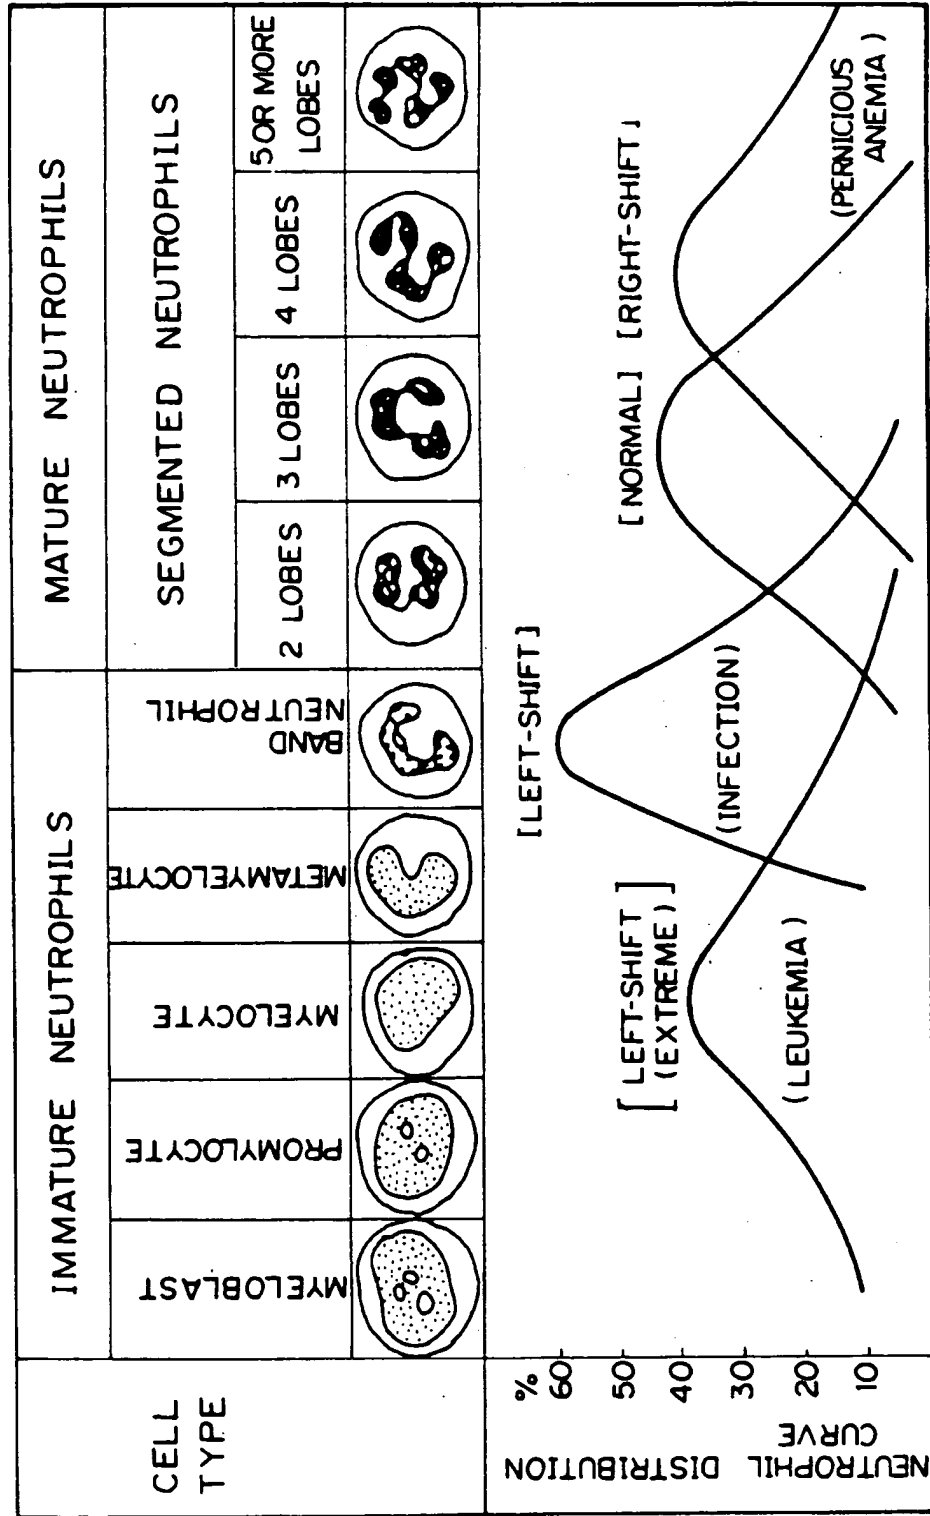 CELL
TYPE
IMMATURE NEUTROPHILS
MATURE NEUTROPHILS
SEGMENTED NEUTROPHILS
MYELOBLAST
PROMYLOCYTE
MYELOCYTE
METAMYELOCYTE
BAND
NEUTROPHIL
2 LOBES
3 LOBES
4 LOBES
5 OR MORE
LOBES
NEUTROPHIL DISTRIBUTION
CURVE
%
60
50
40
30
20
10
[LEFT-SHIFT
(EXTREME)]
(LEUKEMIA)
[LEFT-SHIFT]
(INFECTION)
[NORMAL]
[RIGHT-SHIFT]
(PERNICIOUS
ANEMIA)